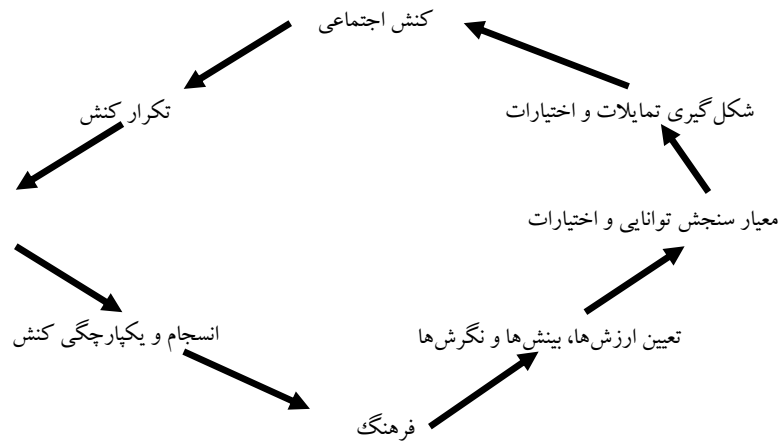 کنش اجتماعی
شکل‌گیری تمایلات و اختیارات
تکرار کنش
معیار سنجش توانایی و اختیارات
تعیین ارزش‌ها، بینش‌ها و نگرش‌ها
انسجام و یکپارچگی کنش
فرهنگ